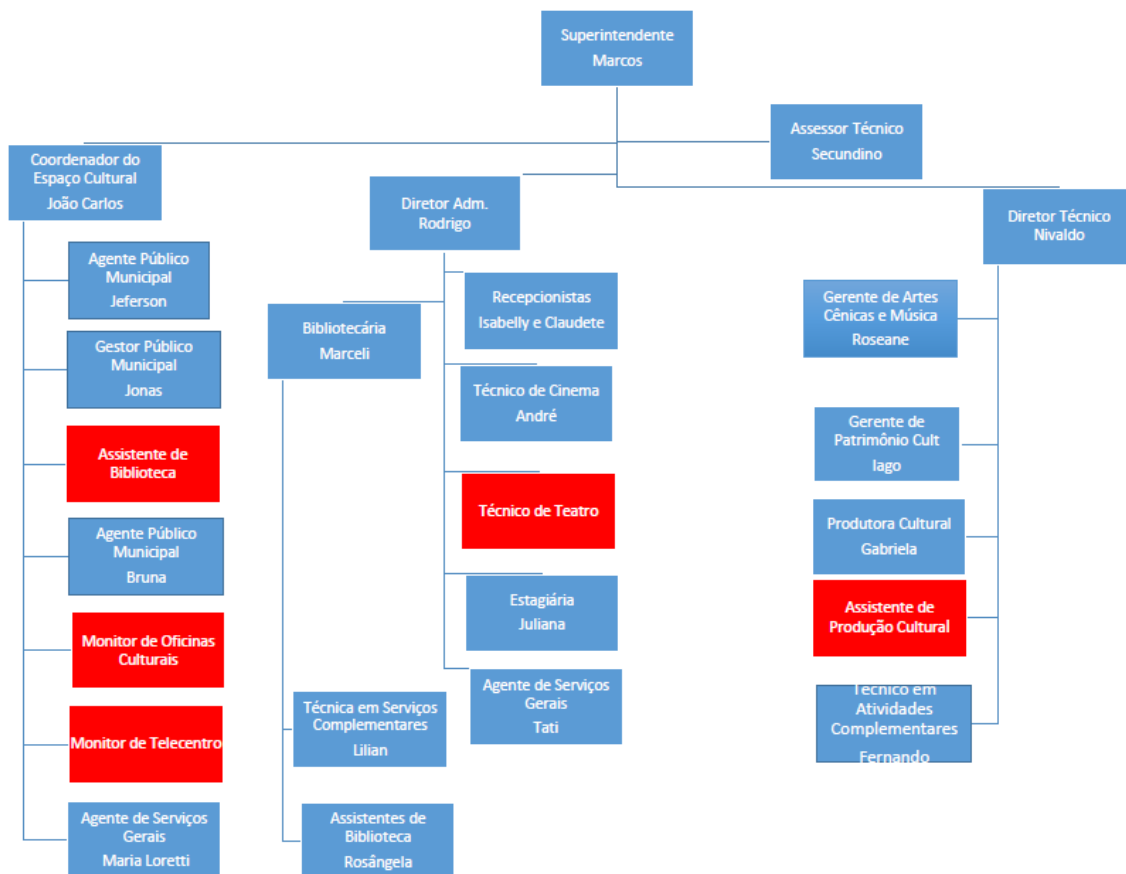 Superintendente
Marcos
Assessor Técnico
Secundino
Coordenador do
Espaço Cultural
João Carlos
Agente Público
Municipal
Jeferson
Gestor Público
Municipal
Jonas
Assistente de
Biblioteca
Agente Público
Municipal
Bruna
Monitor de Oficinas
Culturais
Monitor de Telecentro
Agente de Serviços
Gerais
Maria Loretti
Diretor Adm.
Rodrigo
Bibliotecária
Marceli
Técnica em Serviços
Complementares
Lilian
Assistentes de
Biblioteca
Rosângela
Recepcionistas
Isabelly e Claudete
Técnico de Cinema
André
Técnico de Teatro
Estagiária
Juliana
Agente de Serviços
Gerais
Tati
Diretor Técnico
Nivaldo
Gerente de Artes
Cênicas e Música
Roseane
Gerente de
Patrimônio Cult
Iago
Produtora Cultural
Gabriela
Assistente de
Produção Cultural
Técnico em
Atividades
Complementares
Fernando